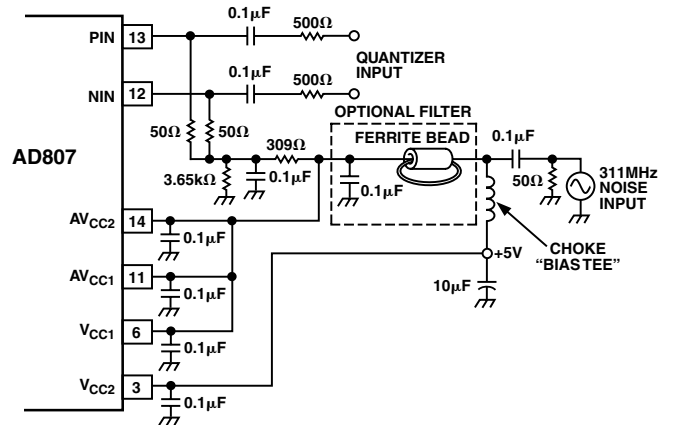 0.1µF
500Ω
PIN
13
QUANTIZER
INPUT
0.1µF
500Ω
NIN
12
OPTIONAL FILTER
FERRITE BEAD
50Ω
50Ω
309Ω
0.1µF
AD807
3.65kΩ
0.1µF
0.1µF
50Ω
311MHz
NOISE
INPUT
AVCC2
14
0.1µF
CHOKE
"BIAS TEE"
+5V
AVCC1
11
0.1µF
10µF
VCC1
6
0.1µF
VCC2
3
0.1µF